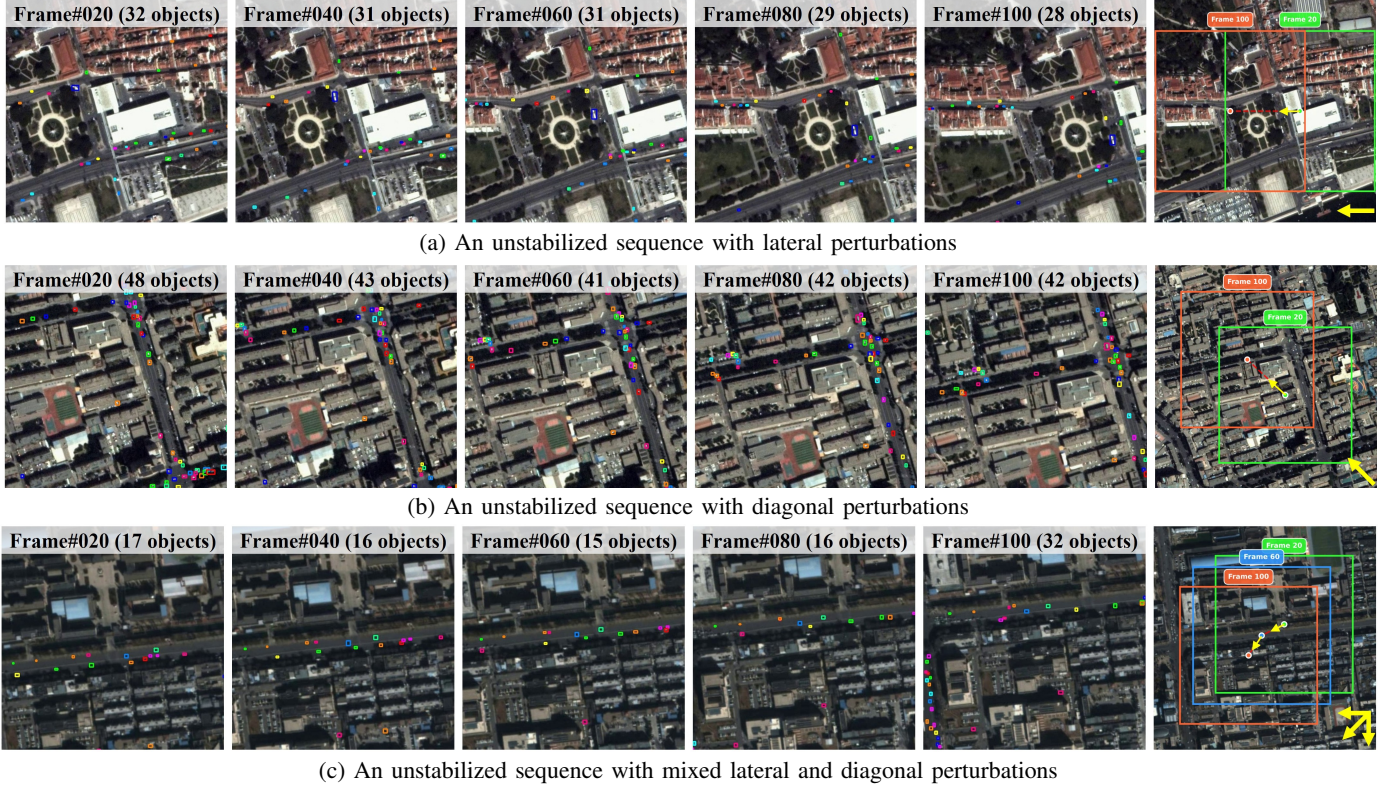 Frame#020 (32 objects) Frame#040 (31 objects) Frame#060 (31 objects) Frame#080 (29 objects) Frame#100 (28 objects) Frame 100 Frame 20
(a) An unstabilized sequence with lateral perturbations
Frame#020 (48 objects) Frame#040 (43 objects) Frame#060 (41 objects) Frame#080 (42 objects) Frame#100 (42 objects) Frame 100
Frame 20
(b) An unstabilized sequence with diagonal perturbations
Frame#020 (17 objects) Frame#040 (16 objects) Frame#060 (15 objects) Frame#080 (16 objects) Frame#100 (32 objects) Frame 20
Frame 60
Frame 100
(c) An unstabilized sequence with mixed lateral and diagonal perturbations